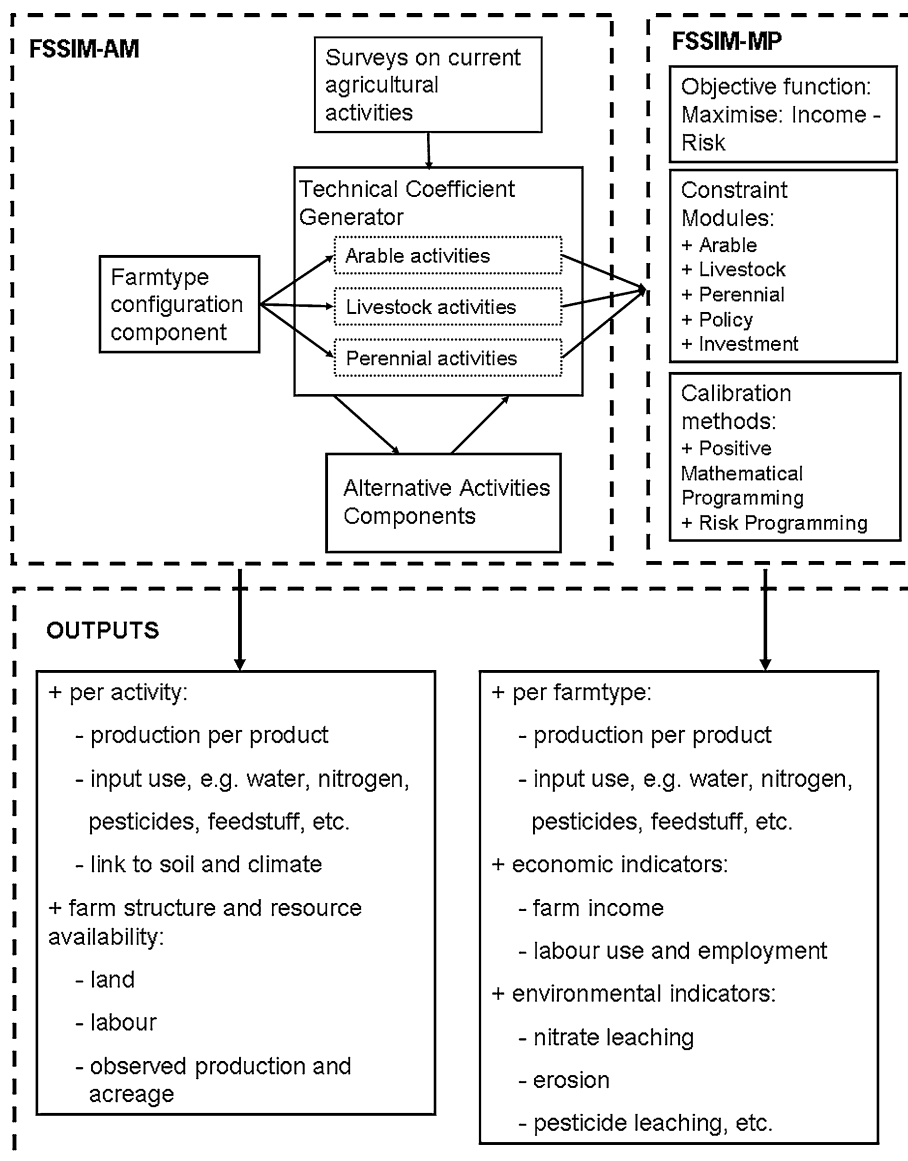 FSSIM-AM
Surveys on current
agricultural
activities
Technical Coefficient
Generator
Arable activities
Livestock activities
Perennial activities
Farmtype
configuration
component
Alternative Activities
Components
FSSIM-MP
Objective function:
Maximise: Income -
Risk
Constraint
Modules:
+ Arable
+ Livestock
+ Perennial
+ Policy
+ Investment
Calibration
methods:
+ Positive
Mathematical
Programming
+ Risk Programming
OUTPUTS
+ per activity:
- production per product
- input use, e.g. water, nitrogen,
pesticides, feedstuff, etc.
- link to soil and climate
+ farm structure and resource
availability:
- land
- labour
- observed production and
acreage
+ per farmtype:
- production per product
- input use, e.g. water, nitrogen,
pesticides, feedstuff, etc.
+ economic indicators:
- farm income
- labour use and employment
+ environmental indicators:
- nitrate leaching
- erosion
- pesticide leaching, etc.